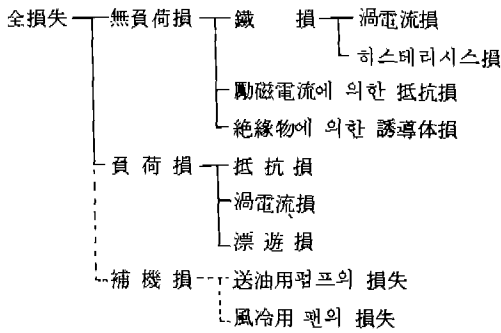 全損失 無負荷損 鐵 損 渦電流損
히스테리시스損
勵磁電流에 의한 抵抗損
絶緣物에 의한 誘導体損
負荷損 抵抗損
渦電流損
漂遊損
補機損 送油用펌프의 損失
風冷用팬의 損失